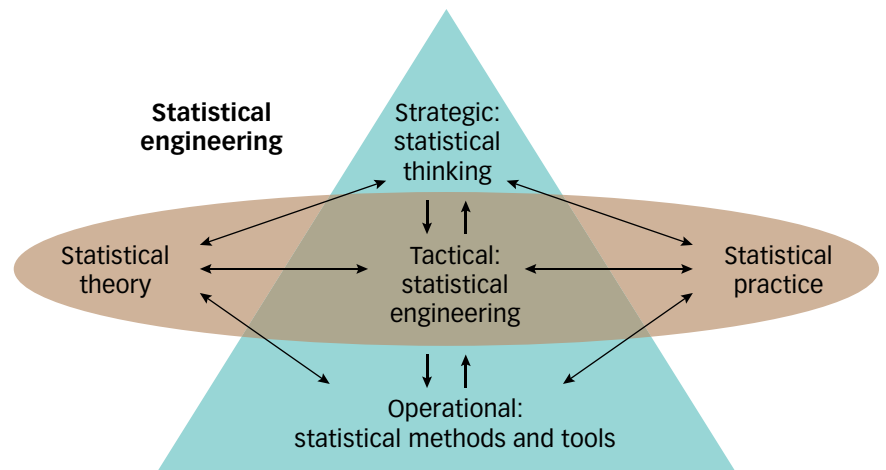 Statistical
engineering
Strategic:
statistical
thinking
Statistical
theory
Tactical:
statistical
engineering
Statistical
practice
Operational:
statistical methods and tools